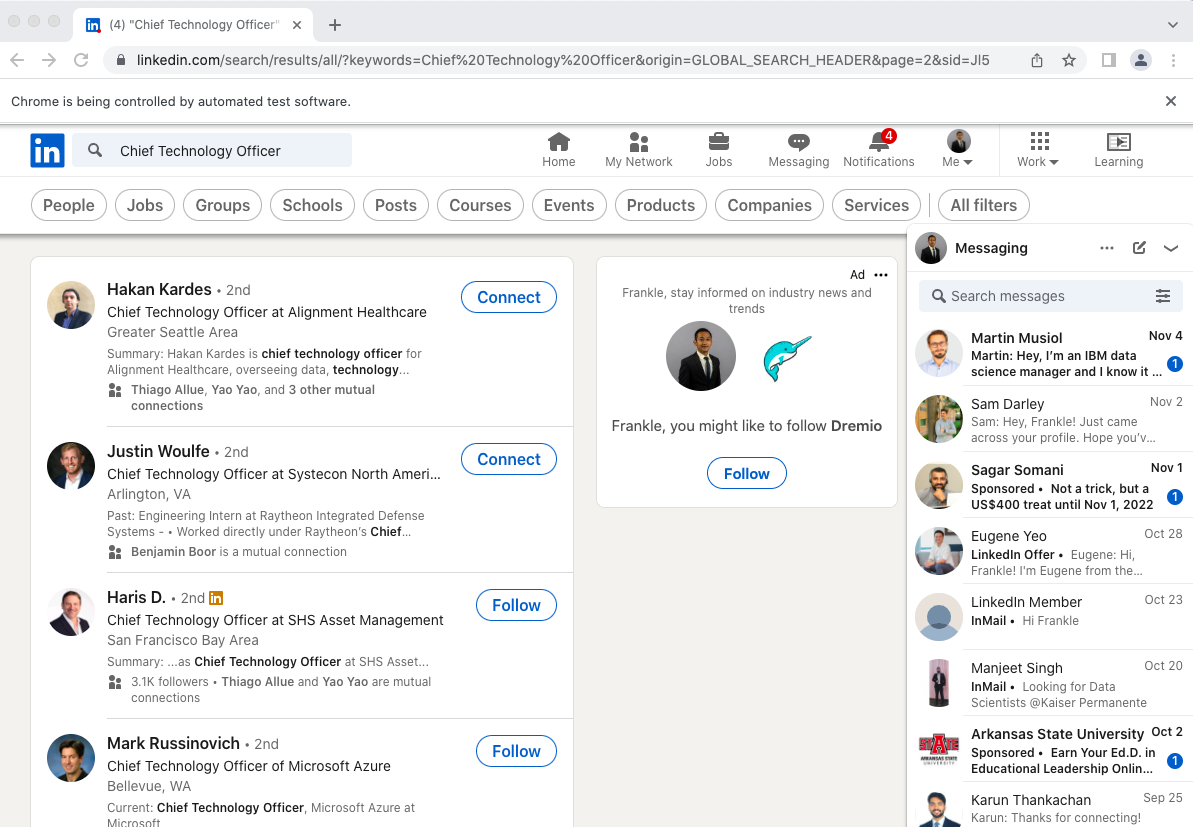 (4) "Chief Technology Officer"
linkedin.com/search/results/all/?keywords=Chief%20Technology%20Officer&origin=GLOBAL_SEARCH_HEADER&page=2&sid=Jl5
Chrome is being controlled by automated test software.
in
Chief Technology Officer
Home
My Network
Jobs
Messaging
4
Notifications
Me
Work
Learning
People
Jobs
Groups
Schools
Posts
Courses
Events
Products
Companies
Services
All filters
Hakan Kardes • 2nd
Chief Technology Officer at Alignment Healthcare
Greater Seattle Area
Summary: Hakan Kardes is chief technology officer for
Alignment Healthcare, overseeing data, technology...
Thiago Allue, Yao Yao, and 3 other mutual
connections
Connect
Justin Woulfe • 2nd
Chief Technology Officer at Systecon North Ameri...
Arlington, VA
Past: Engineering Intern at Raytheon Integrated Defense
Systems - • Worked directly under Raytheon's Chief...
Benjamin Boor is a mutual connection
Connect
Haris D. • 2nd in
Chief Technology Officer at SHS Asset Management
San Francisco Bay Area
Summary: ...as Chief Technology Officer at SHS Asset...
3.1K followers • Thiago Allue and Yao Yao are mutual
connections
Follow
Mark Russinovich • 2nd
Chief Technology Officer of Microsoft Azure
Bellevue, WA
Current: Chief Technology Officer, Microsoft Azure at
Microsoft
Follow
Ad
Frankle, stay informed on industry news and
trends
Frankle, you might like to follow Dremio
Follow
Messaging
Search messages
Martin Musiol
Nov 4
Martin: Hey, I'm an IBM data
science manager and I know it ...
1
Sam Darley
Nov 2
Sam: Hey, Frankle! Just came
across your profile. Hope you'v...
Sagar Somani
Nov 1
Sponsored • Not a trick, but a
US$400 treat until Nov 1, 2022
1
Eugene Yeo
Oct 28
LinkedIn Offer • Eugene: Hi,
Frankle! I'm Eugene from the...
LinkedIn Member
Oct 23
InMail • Hi Frankle
Manjeet Singh
Oct 20
InMail • Looking for Data
Scientists @Kaiser Permanente
Arkansas State University
Oct 2
Sponsored • Earn Your Ed.D. in
Educational Leadership Onlin...
1
STATE
ARKANSAS STATE
UNIVERSITY
Karun Thankachan
Sep 25
Karun: Thanks for connecting!